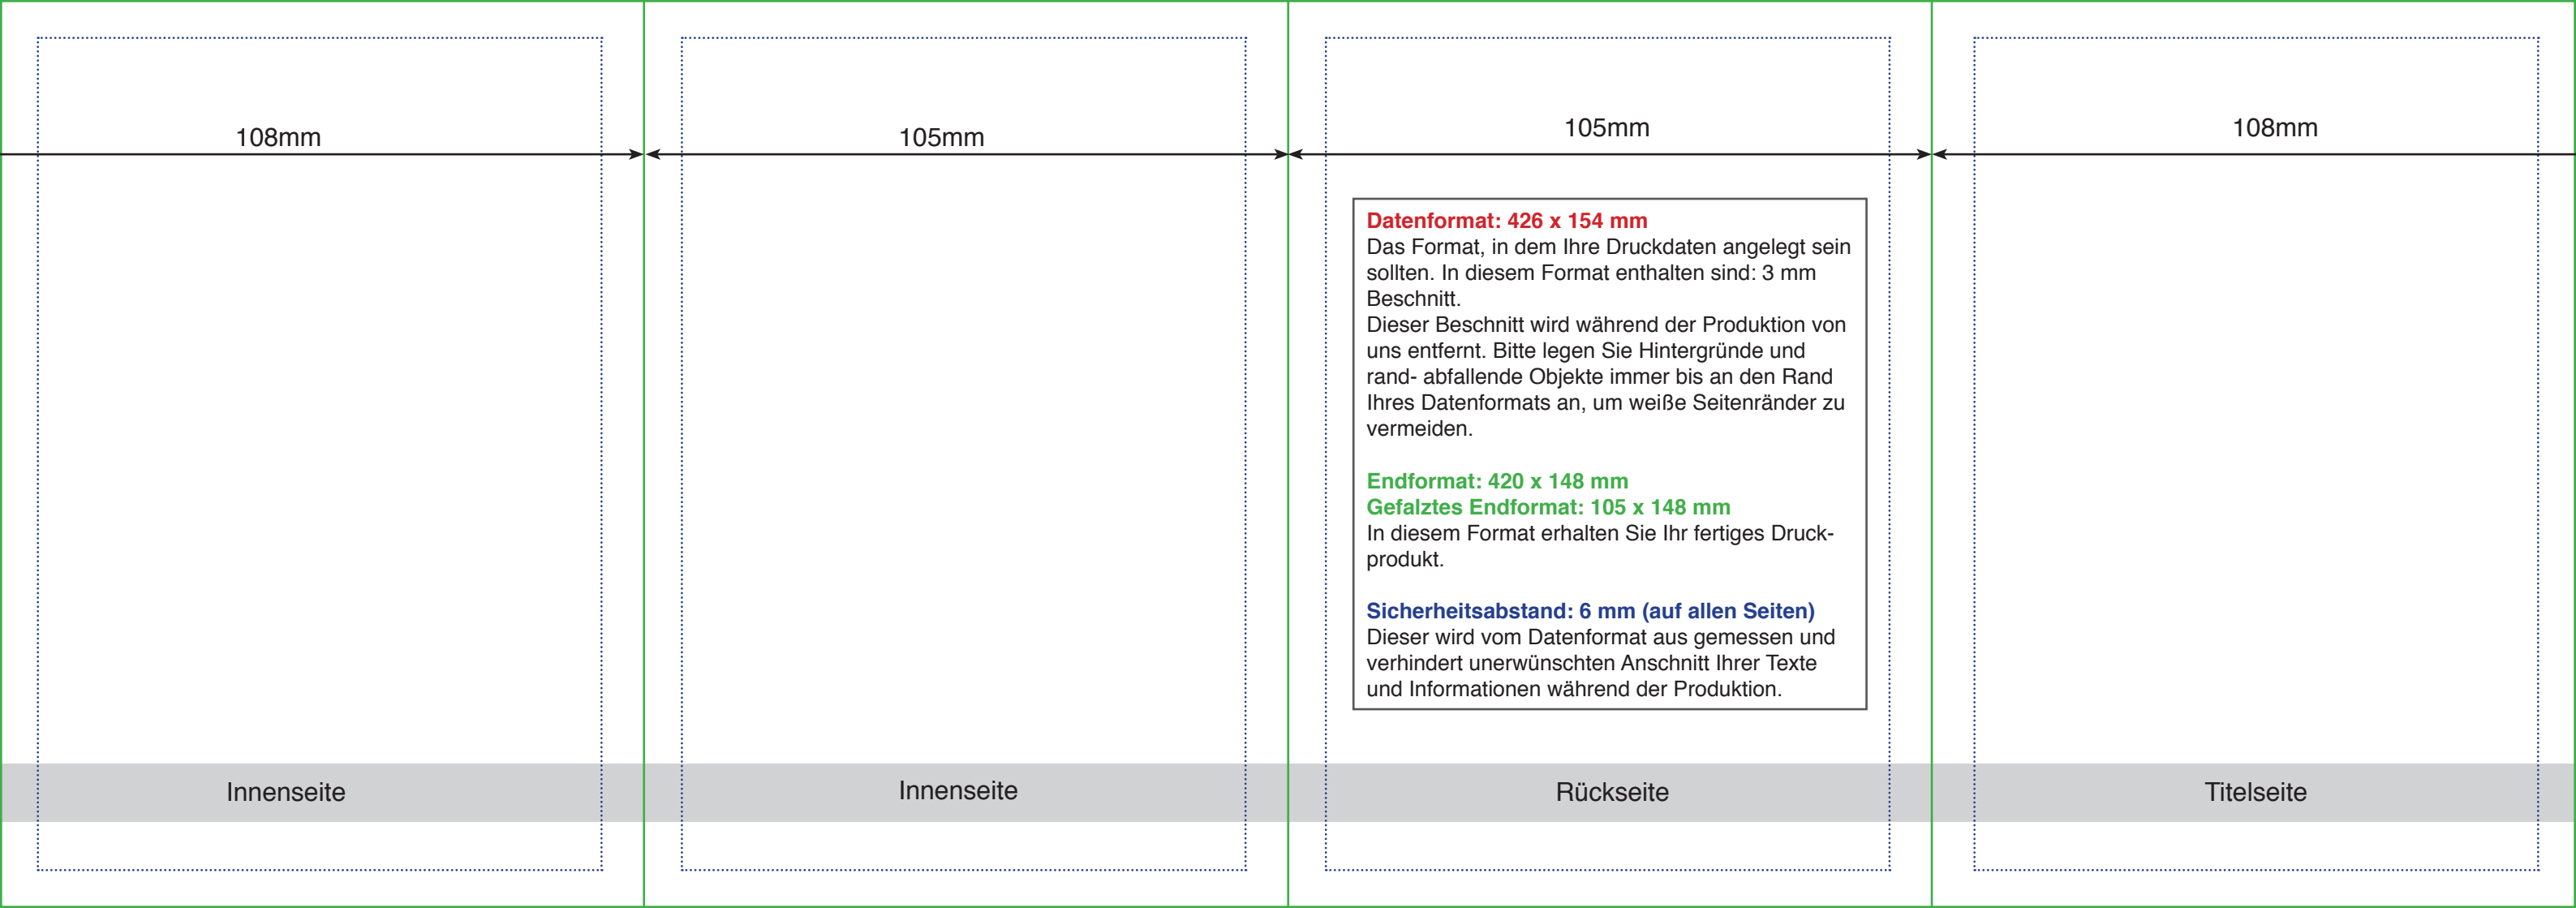 108mm
105mm
105mm
108mm
Datenformat: 426 x 154 mm
Das Format, in dem Ihre Druckdaten angelegt sein
sollten. In diesem Format enthalten sind: 3 mm
Beschnitt.
Dieser Beschnitt wird während der Produktion von
uns entfernt. Bitte legen Sie Hintergründe und
rand- abfallende Objekte immer bis an den Rand
Ihres Datenformats an, um weiße Seitenränder zu
vermeiden.
Endformat: 420 x 148 mm
Gefalztes Endformat: 105 x 148 mm
In diesem Format erhalten Sie Ihr fertiges Druck-
produkt.
Sicherheitsabstand: 6 mm (auf allen Seiten)
Dieser wird vom Datenformat aus gemessen und
verhindert unerwünschten Anschnitt Ihrer Texte
und Informationen während der Produktion.
Innenseite
Innenseite
Rückseite
Titelseite